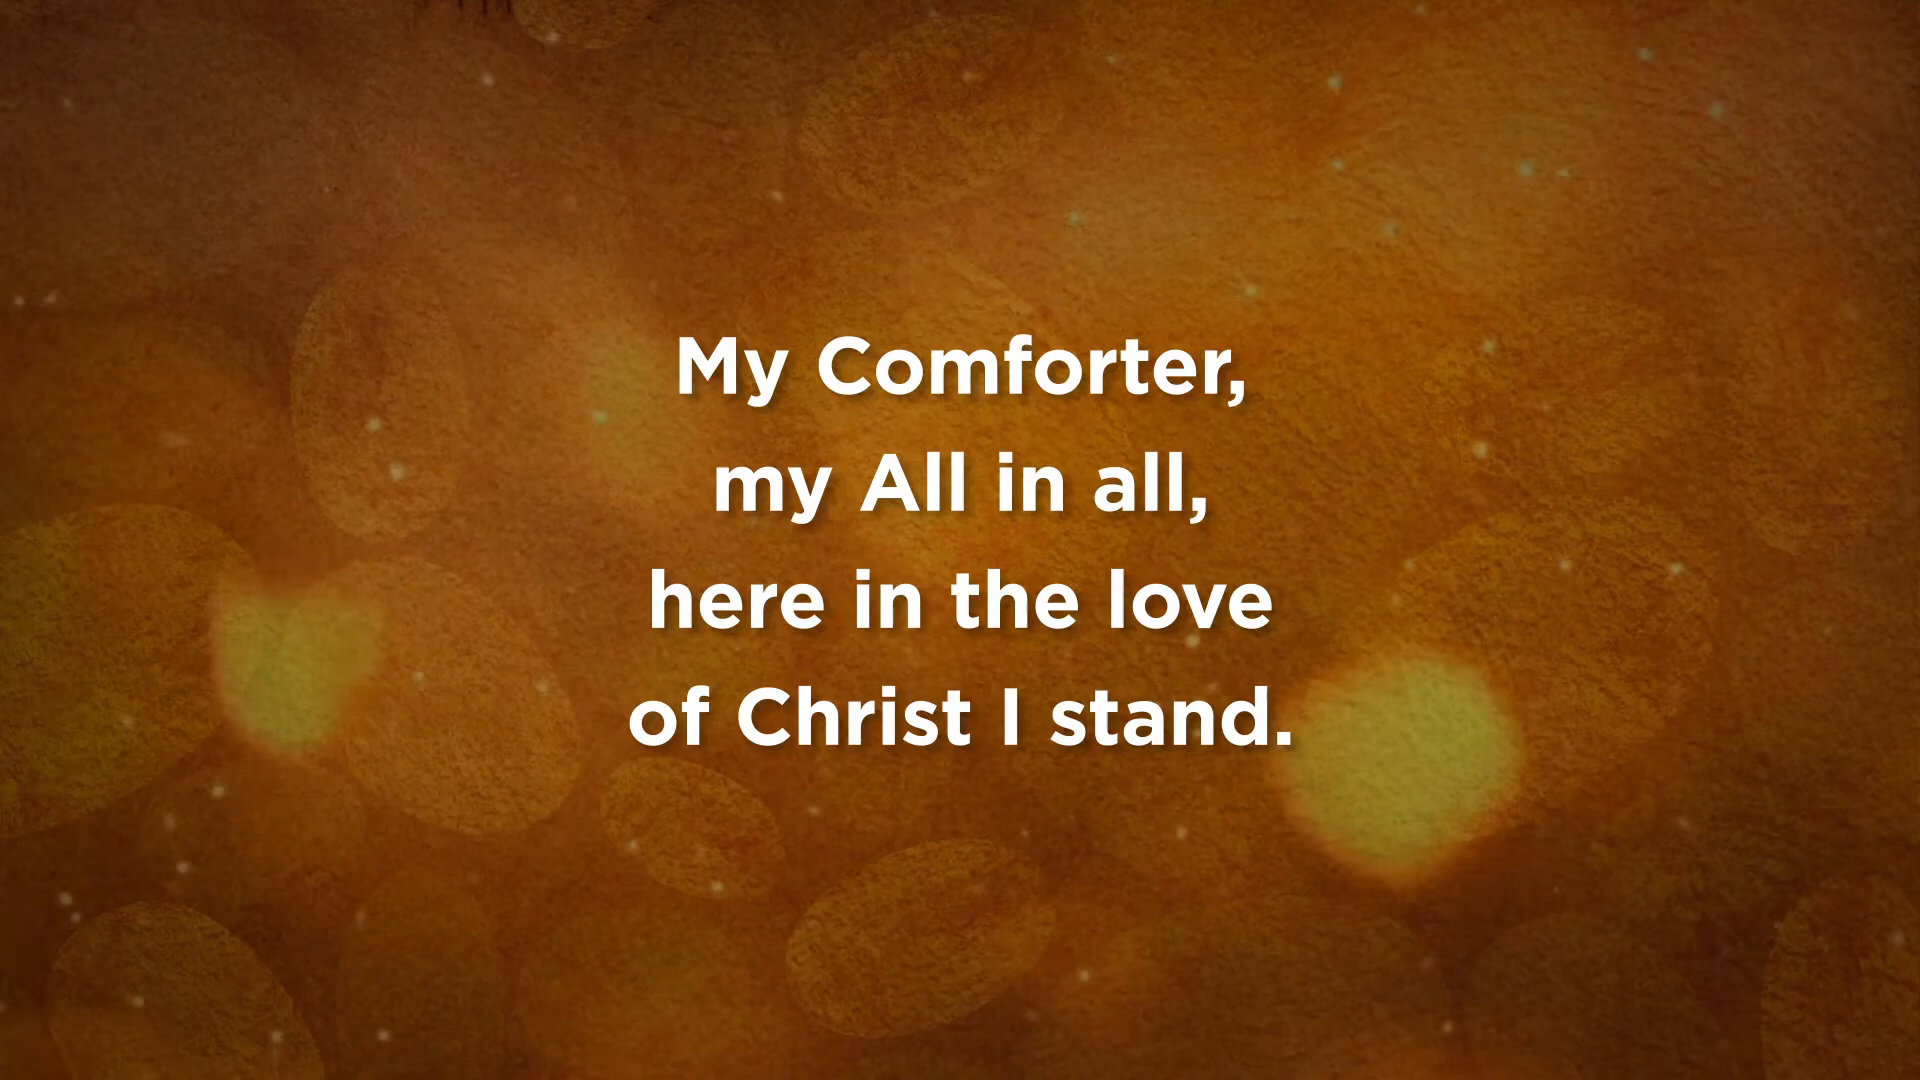 My Comforter,
my All in all,
here in the love
of Christ I stand.